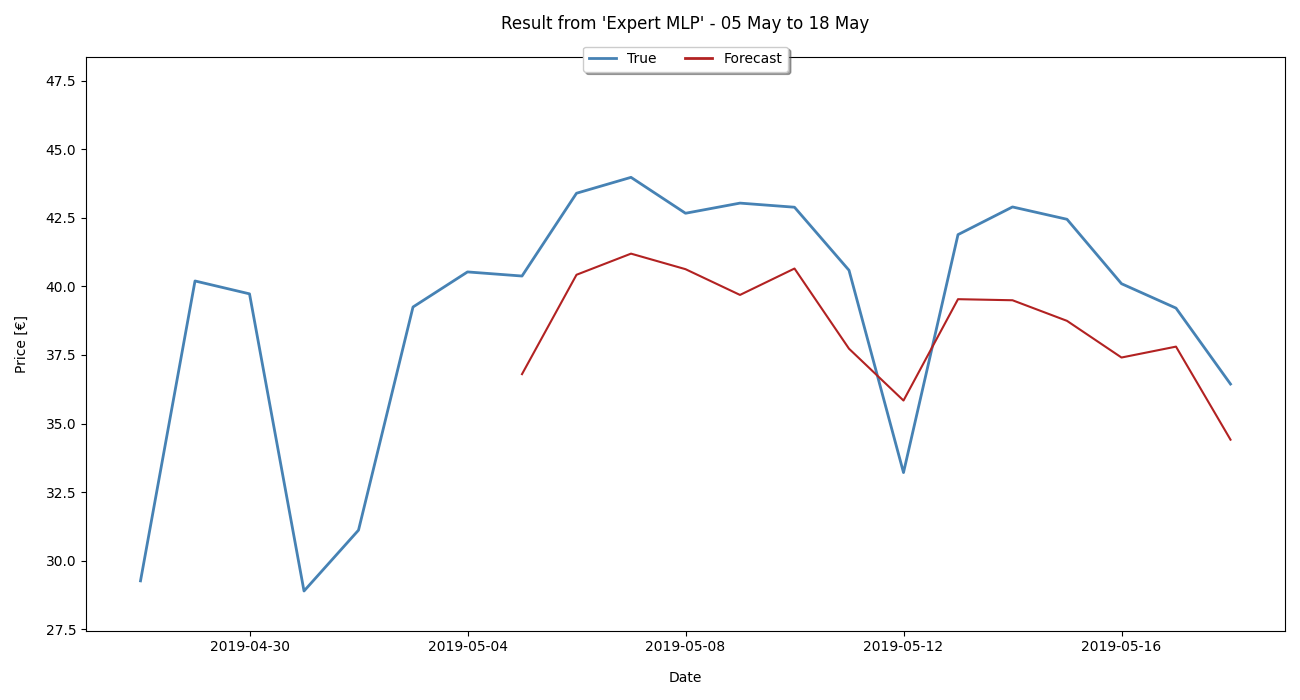 Result from 'Expert MLP' - 05 May to 18 May
True Forecast
47.5
45.0
42.5
40.0
37.5
35.0
32.5
30.0
27.5
Price [€]
2019-04-30 2019-05-04 2019-05-08 2019-05-12 2019-05-16
Date